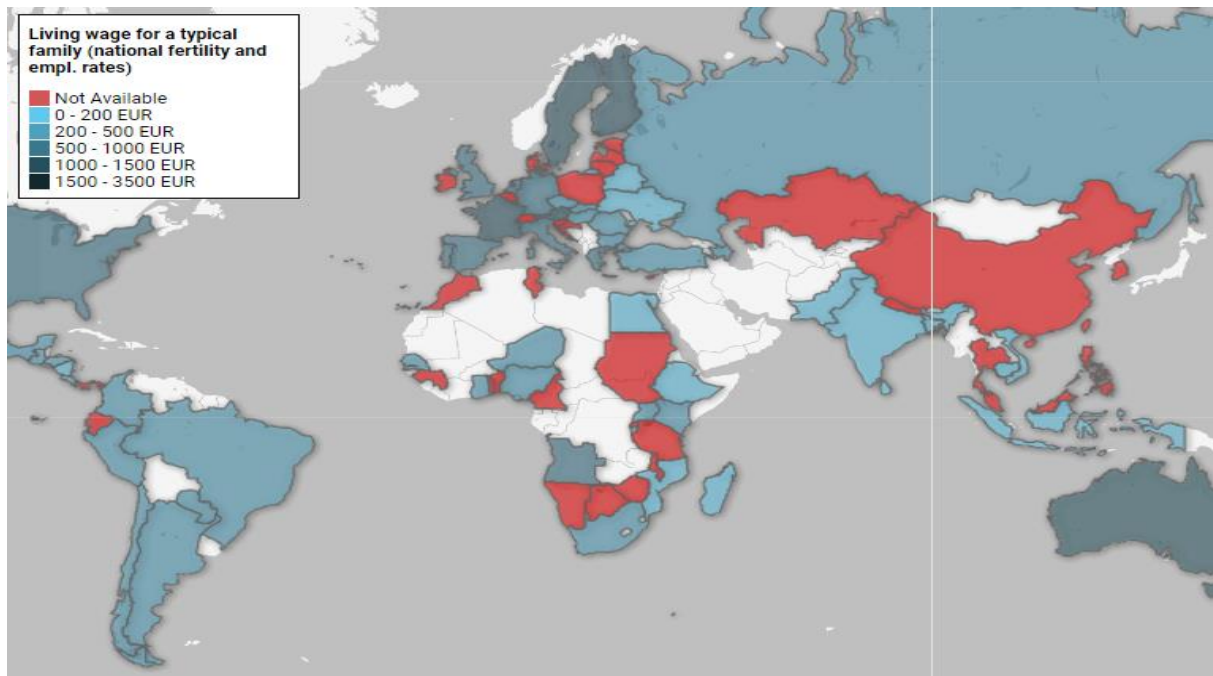 Living wage for a typical
family (national fertility and
empl. rates)
Not Available
0 - 200 EUR
200 - 500 EUR
500 - 1000 EUR
1000 - 1500 EUR
1500 - 3500 EUR